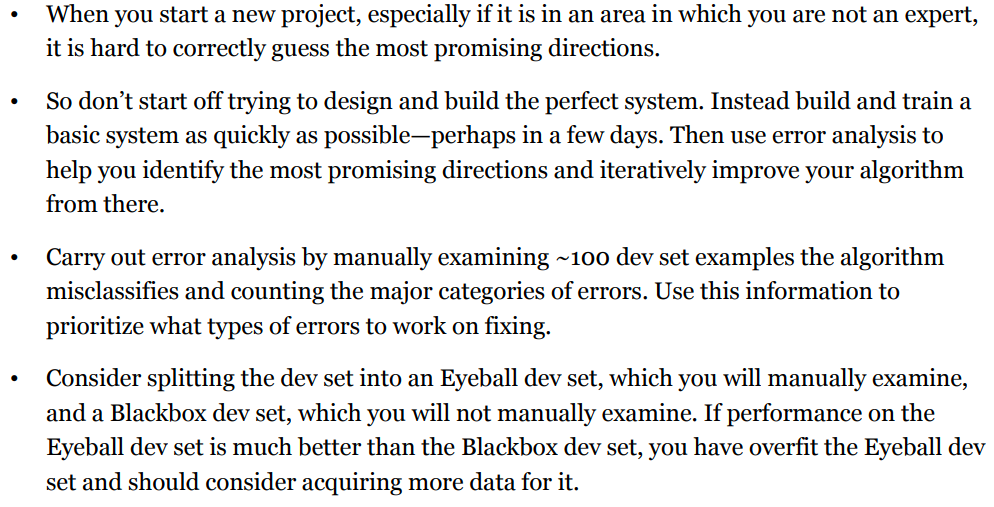 • When you start a new project, especially if it is in an area in which you are not an expert,
it is hard to correctly guess the most promising directions.
• So don’t start off trying to design and build the perfect system. Instead build and train a
basic system as quickly as possible—perhaps in a few days. Then use error analysis to
help you identify the most promising directions and iteratively improve your algorithm
from there.
• Carry out error analysis by manually examining ~100 dev set examples the algorithm
misclassifies and counting the major categories of errors. Use this information to
prioritize what types of errors to work on fixing.
• Consider splitting the dev set into an Eyeball dev set, which you will manually examine,
and a Blackbox dev set, which you will not manually examine. If performance on the
Eyeball dev set is much better than the Blackbox dev set, you have overfit the Eyeball dev
set and should consider acquiring more data for it.